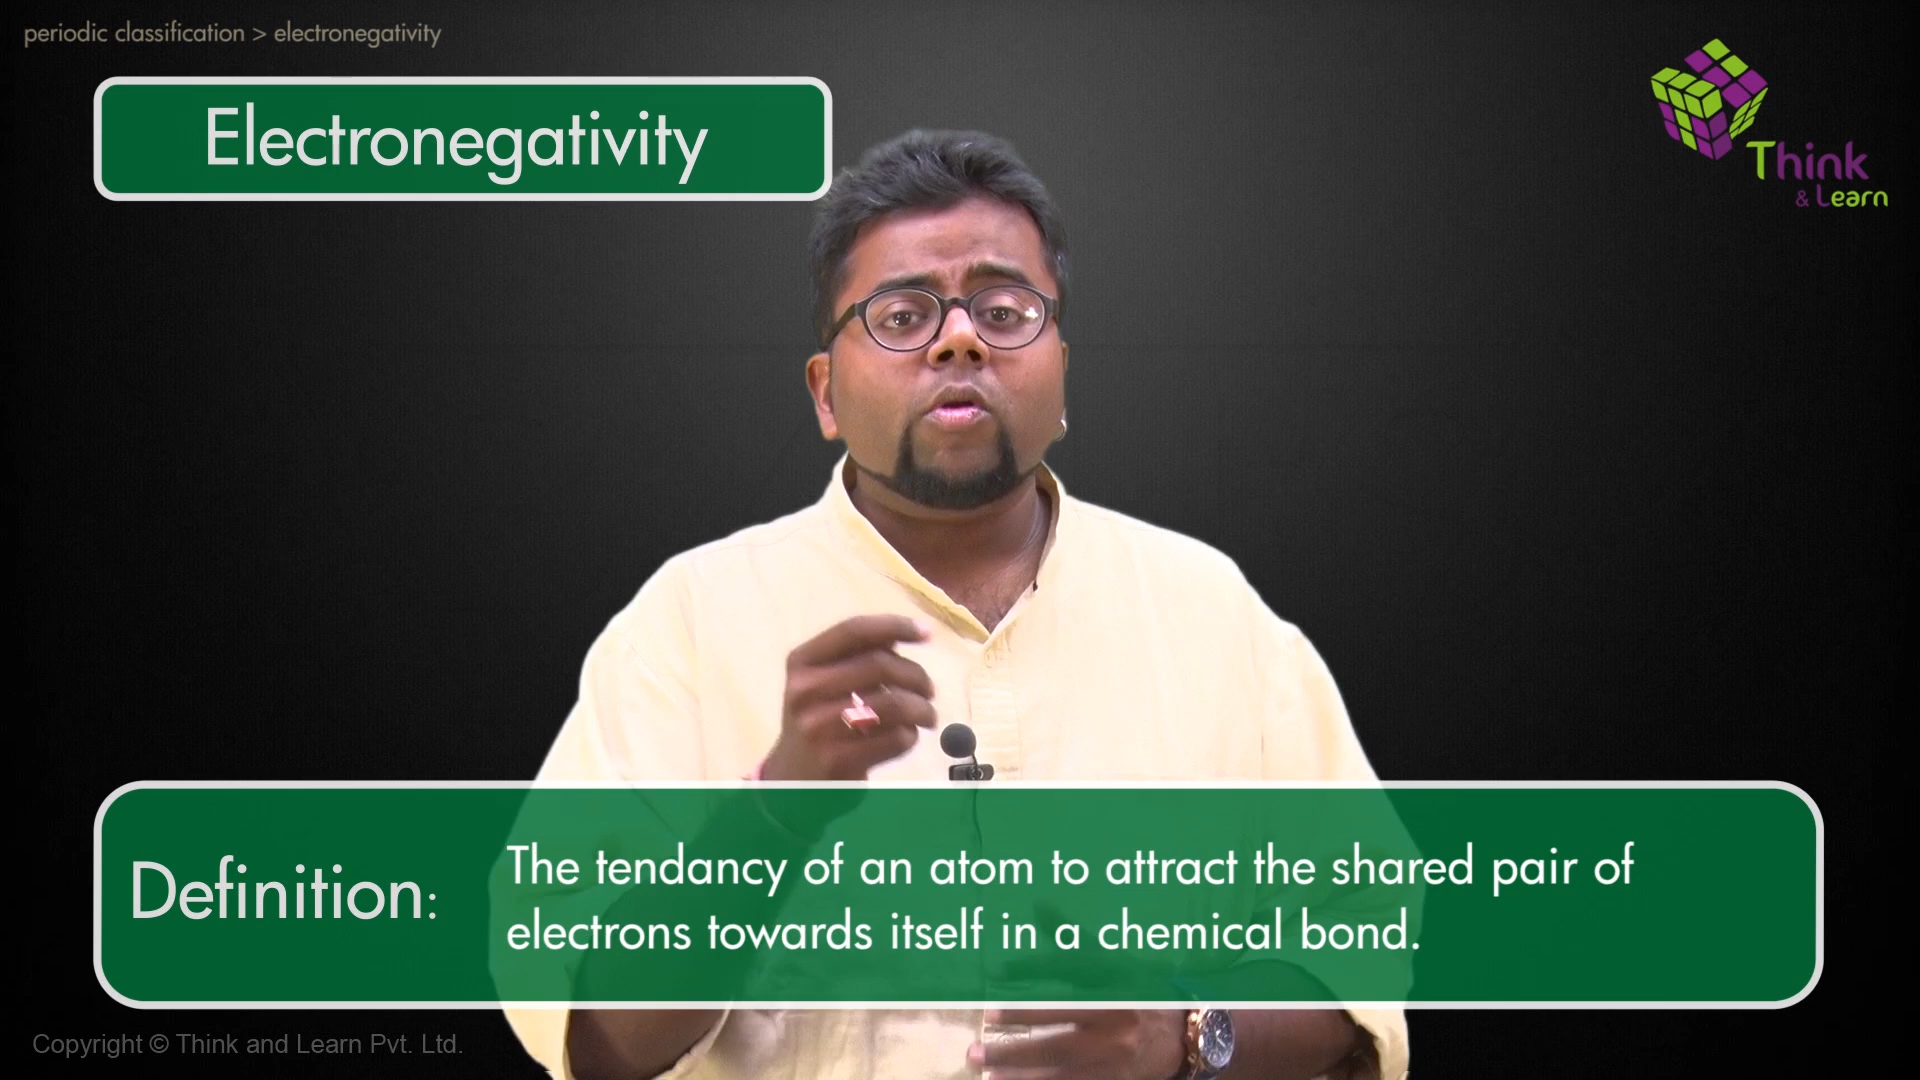 periodic classification > electronegativity
Electronegativity
Think
& Learn
Definition:
The tendancy of an atom to attract the shared pair of
electrons towards itself in a chemical bond.
Copyright © Think and Learn Pvt. Ltd.